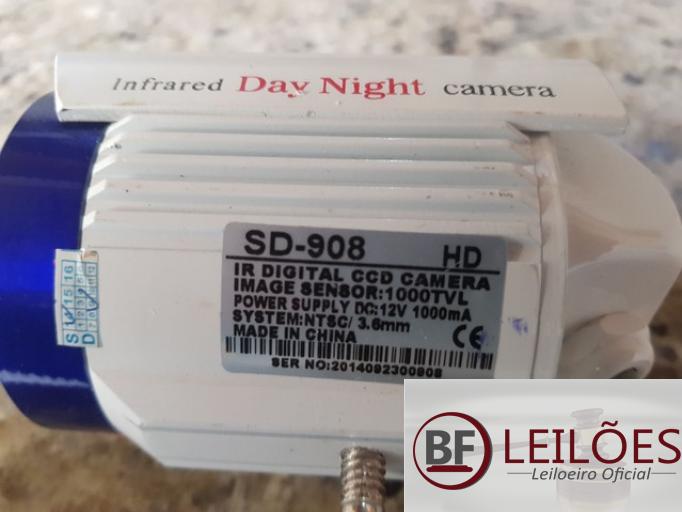 Infrared Day Night camera
SD-908 HD
IR DIGITAL CCD CAMERA
IMAGE SENSOR:1000TVL
POWER SUPPLY DC:12V 1000mA
SYSTEM:NTSC/ 3.6mm
MADE IN CHINA CE
SER NO:2014092300908
BF LEILÕES
Leiloeiro Oficial